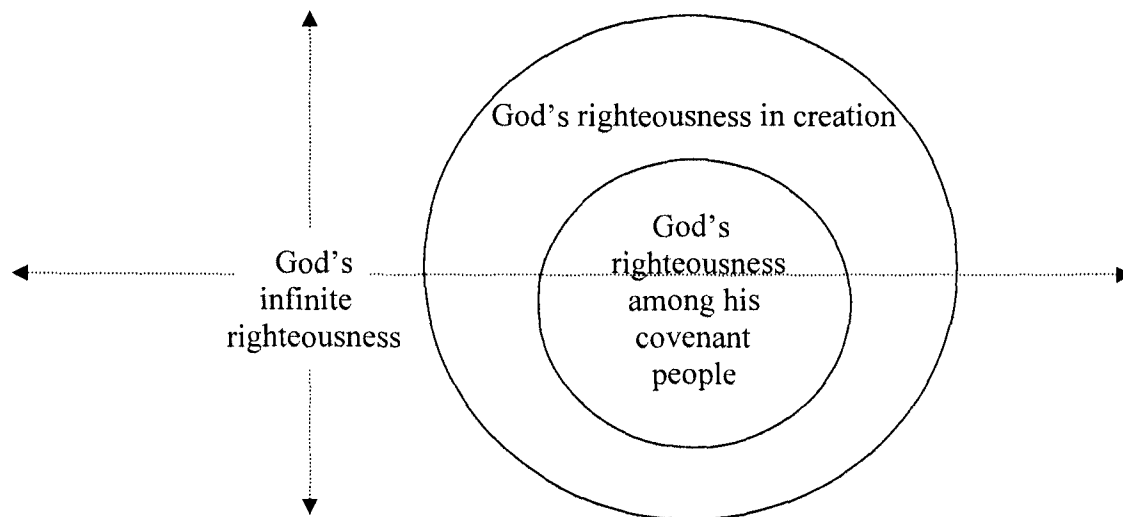 God's righteousness in creation
God's
righteousness
among his
covenant
people
God's
infinite
righteousness